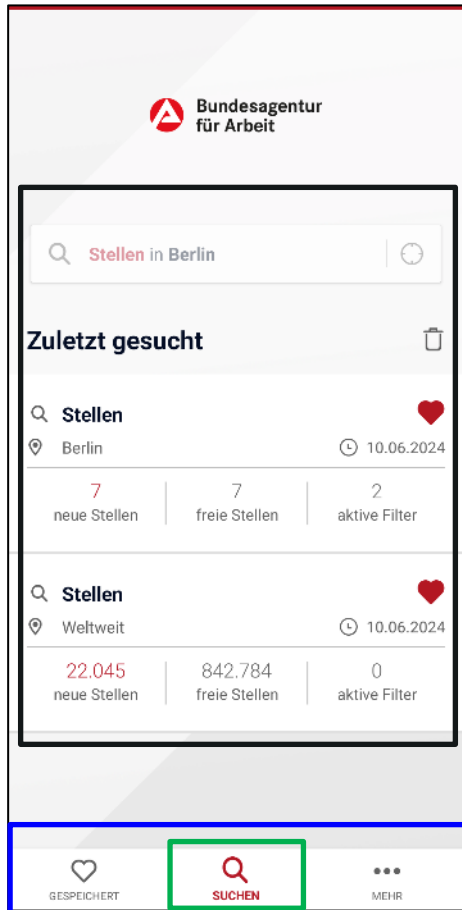 Bundesagentur
für Arbeit
Stellen in Berlin
Zuletzt gesucht
Stellen
Berlin 10.06.2024
7 7 2
neue Stellen freie Stellen aktive Filter
Stellen
Weltweit 10.06.2024
22.045 842.784 0
neue Stellen freie Stellen aktive Filter
GESPEICHERT SUCHEN MEHR